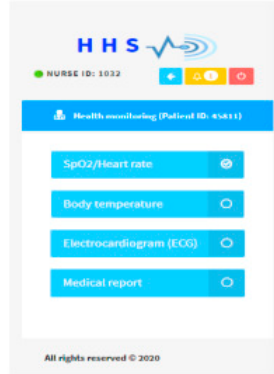 HHS
NURSE ID: 1032
Health monitoring (Patient ID: 45811)
SpO2/Heart rate
Body temperature
Electrocardiogram (ECG)
Medical report
All rights reserved © 2020